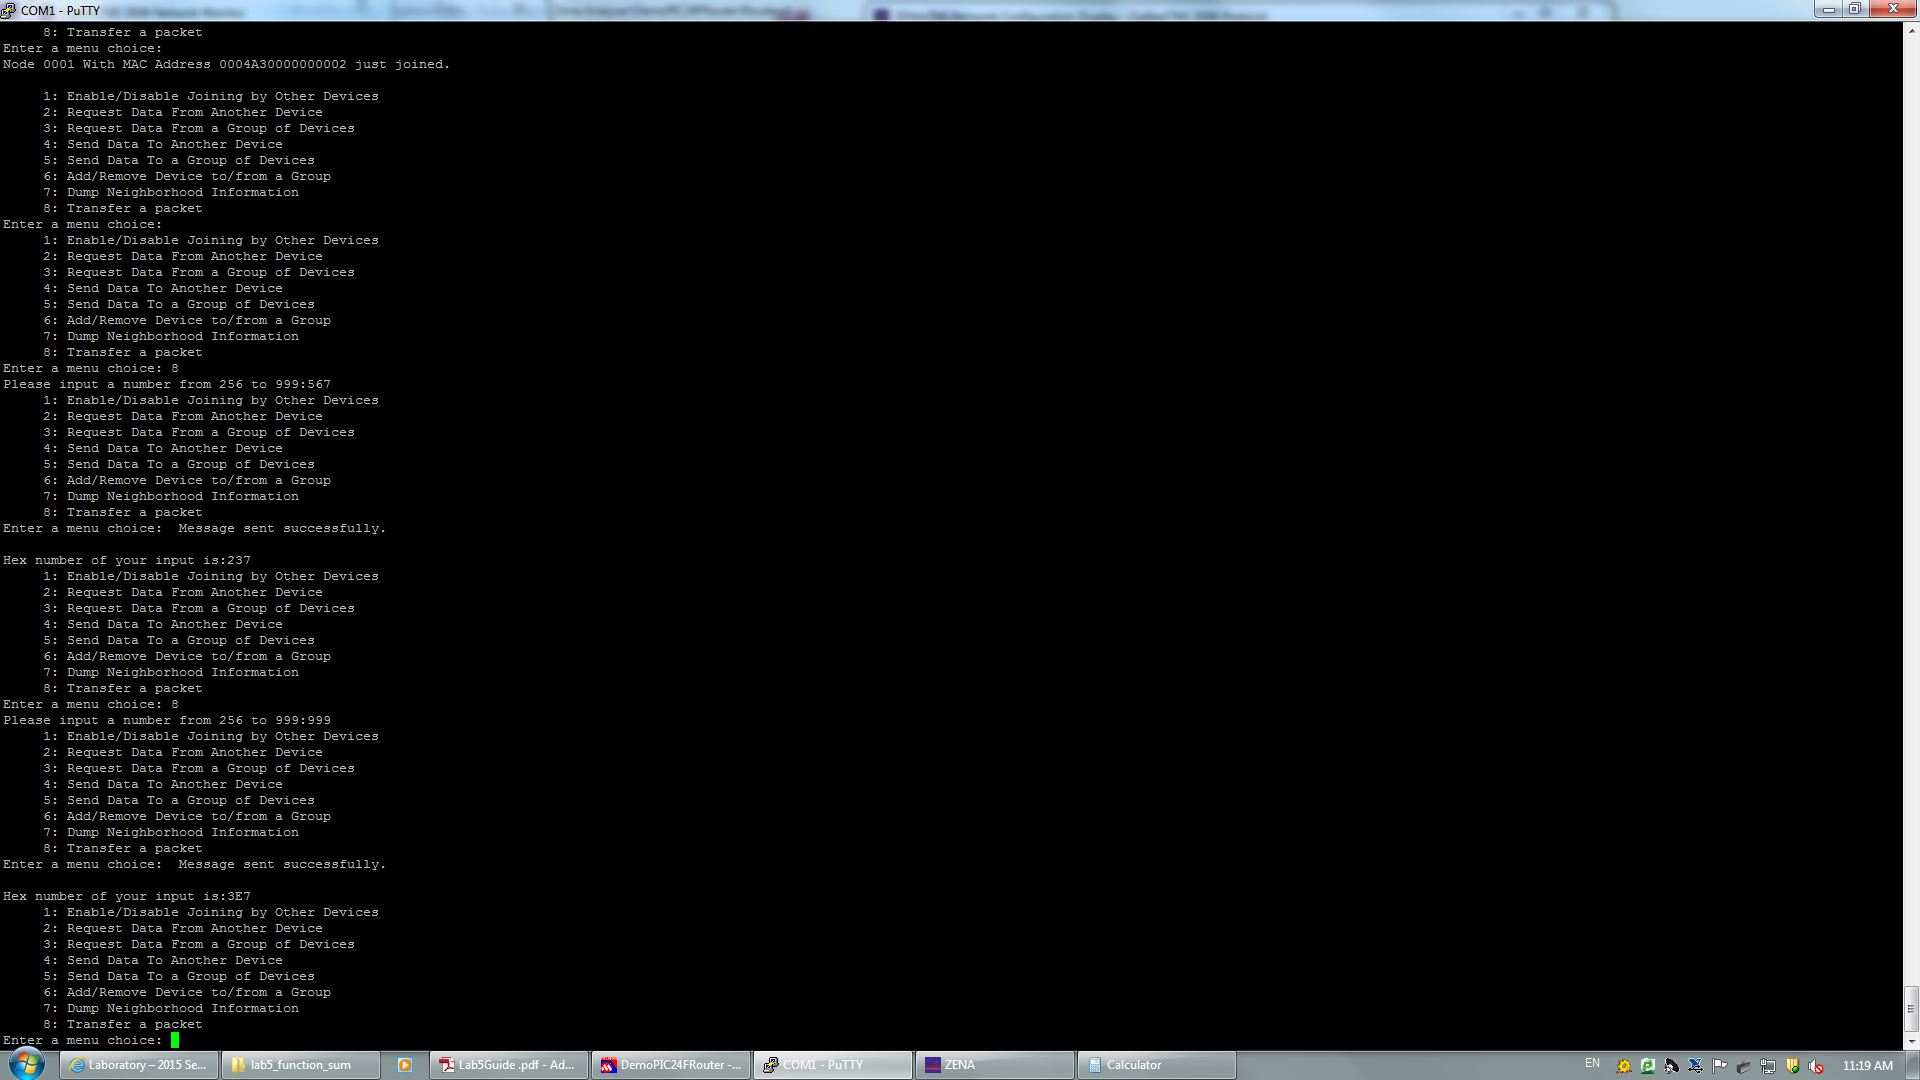 COM1 - PuTTY
8: Transfer a packet
Enter a menu choice:
Node 0001 With MAC Address 0004A30000000002 just joined.
1: Enable/Disable Joining by Other Devices
2: Request Data From Another Device
3: Request Data From a Group of Devices
4: Send Data To Another Device
5: Send Data To a Group of Devices
6: Add/Remove Device to/from a Group
7: Dump Neighborhood Information
8: Transfer a packet
Enter a menu choice:
1: Enable/Disable Joining by Other Devices
2: Request Data From Another Device
3: Request Data From a Group of Devices
4: Send Data To Another Device
5: Send Data To a Group of Devices
6: Add/Remove Device to/from a Group
7: Dump Neighborhood Information
8: Transfer a packet
Enter a menu choice: 8
Please input a number from 256 to 999:567
1: Enable/Disable Joining by Other Devices
2: Request Data From Another Device
3: Request Data From a Group of Devices
4: Send Data To Another Device
5: Send Data To a Group of Devices
6: Add/Remove Device to/from a Group
7: Dump Neighborhood Information
8: Transfer a packet
Enter a menu choice:  Message sent successfully.
Hex number of your input is:237
1: Enable/Disable Joining by Other Devices
2: Request Data From Another Device
3: Request Data From a Group of Devices
4: Send Data To Another Device
5: Send Data To a Group of Devices
6: Add/Remove Device to/from a Group
7: Dump Neighborhood Information
8: Transfer a packet
Enter a menu choice: 8
Please input a number from 256 to 999:999
1: Enable/Disable Joining by Other Devices
2: Request Data From Another Device
3: Request Data From a Group of Devices
4: Send Data To Another Device
5: Send Data To a Group of Devices
6: Add/Remove Device to/from a Group
7: Dump Neighborhood Information
8: Transfer a packet
Enter a menu choice:  Message sent successfully.
Hex number of your input is:3E7
1: Enable/Disable Joining by Other Devices
2: Request Data From Another Device
3: Request Data From a Group of Devices
4: Send Data To Another Device
5: Send Data To a Group of Devices
6: Add/Remove Device to/from a Group
7: Dump Neighborhood Information
8: Transfer a packet
Enter a menu choice:
Laboratory – 2015 Se... lab5_function_sum Lab5Guide .pdf - Ad... DemoPIC24FRouter -... COM1 - PuTTY ZENA Calculator EN 11:19 AM